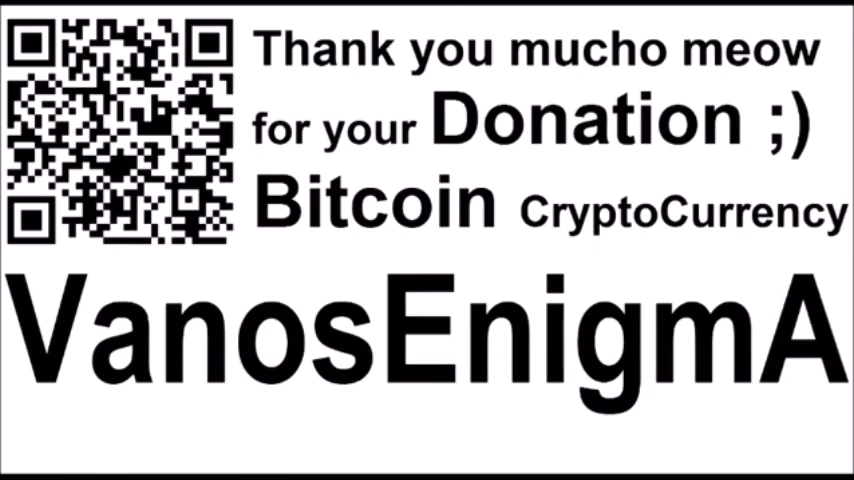 Thank you mucho meow
for your Donation ;)
Bitcoin CryptoCurrency
VanosEnigmA